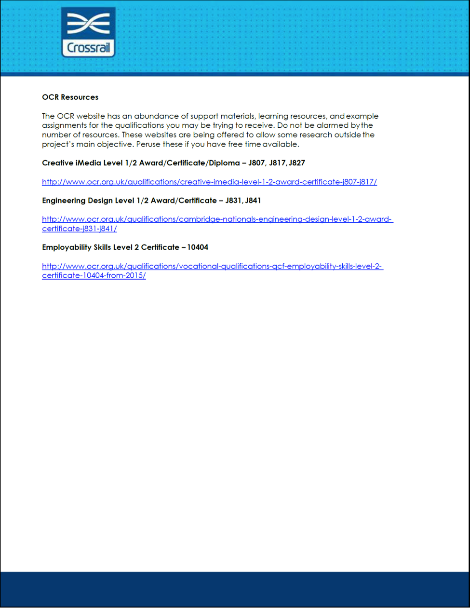 Crossrail
OCR Resources
The OCR website has an abundance of support materials, learning resources, and example
assignments for the qualifications you may be trying to receive. Do not be alarmed by the
number of resources. These websites are being offered to allow some research outside the
project's main objective. Peruse these if you have free time available.
Creative iMedia Level 1/2 Award/Certificate/Diploma – J807, J817, J827
http://www.ocr.org.uk/qualifications/creative-imedia-level-1-2-award-certificate-j807-j817/
Engineering Design Level 1/2 Award/Certificate – J831, J841
http://www.ocr.org.uk/qualifications/cambridge-nationals-engineering-design-level-1-2-award-
certificate-j831-j841/
Employability Skills Level 2 Certificate – 10404
http://www.ocr.org.uk/qualifications/vocational-qualifications-qcf-employability-skills-level-2-
certificate-10404-from-2015/